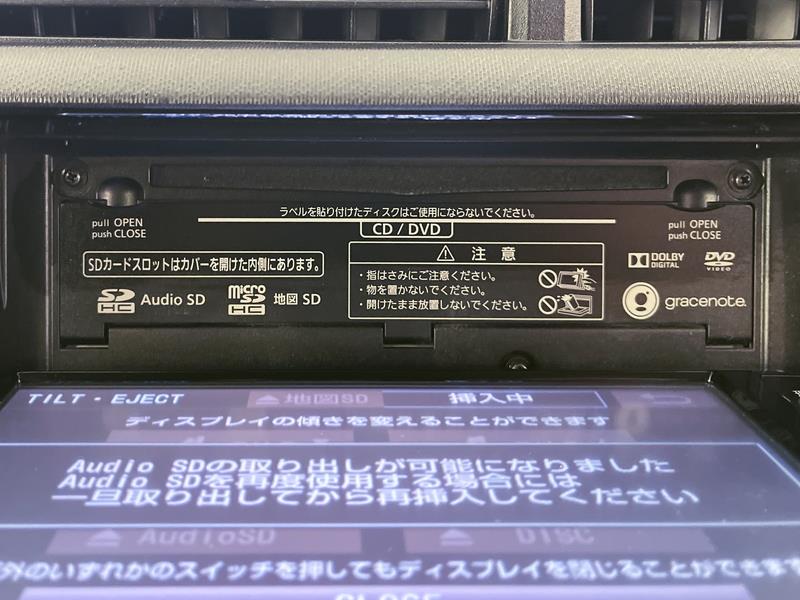 ラベルを貼り付けたディスクはご使用にならないでください。
pull OPEN
push CLOSE
CD / DVD
pull OPEN
push CLOSE
SDカードスロットはカバーを開けた内側にあります。
注 意
・指はさみにご注意ください。
・物を置かないでください。
・開けたまま放置しないでください。
DOLBY
DIGITAL
DVD
VIDEO
SD
HC
Audio SD
micro
SD
HC
地図 SD
gracenote.
TILT・EJECT
地図SD
挿入中
ディスプレイの傾きを変えることができます
Audio SDの取り出しが可能になりました
Audio SDを再度使用する場合には
一旦取り出してから再挿入してください
AudioSD
DISC
外のいずれかのスイッチを押してもディスプレイを閉じることができます
CLOSE